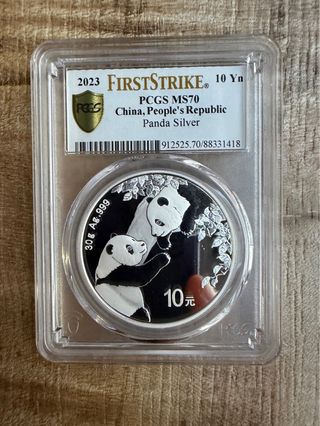 2023 FIRSTSTRIKE® 10 Yn
PCGS
PCGS MS70
China, People's Republic
Panda Silver
912525.70/88331418
30g Ag.999
10元